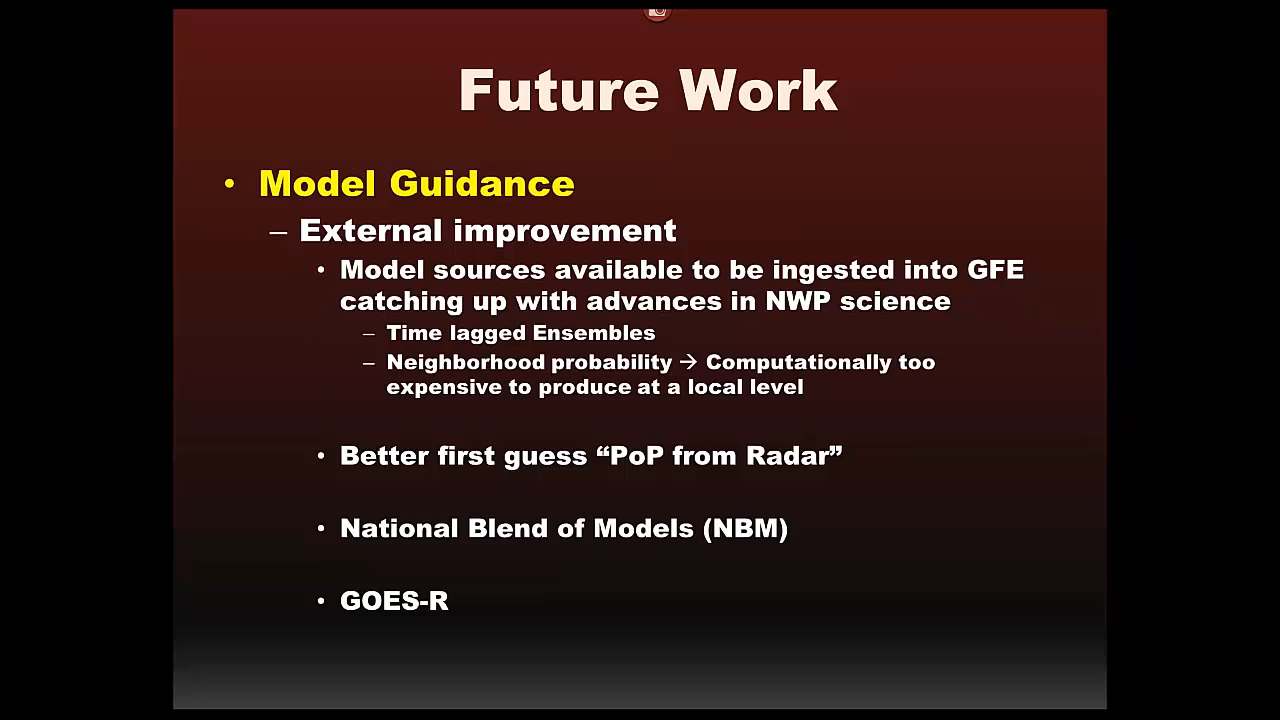 Future Work
• Model Guidance
– External improvement
• Model sources available to be ingested into GFE
catching up with advances in NWP science
– Time lagged Ensembles
– Neighborhood probability → Computationally too
expensive to produce at a local level
• Better first guess “PoP from Radar”
• National Blend of Models (NBM)
• GOES-R